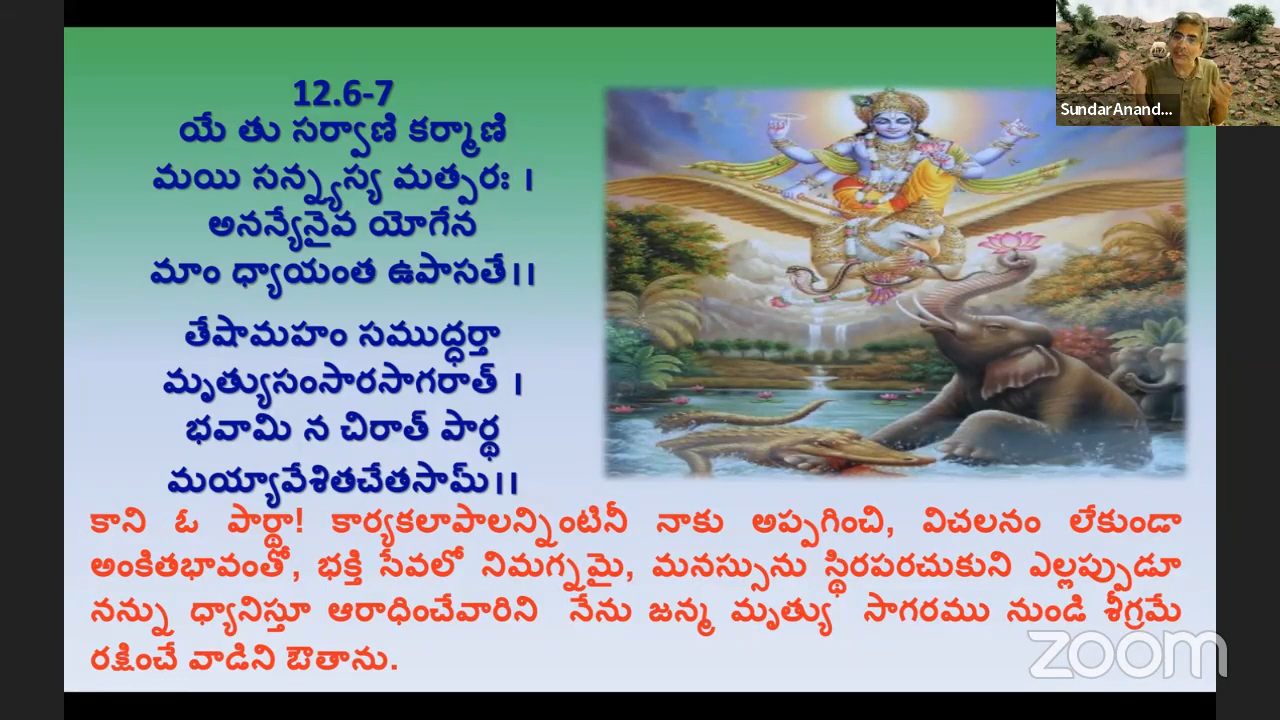 12.6-7
యే తు సర్వాణి కర్మాణి
మయి సన్న్యస్య మత్పరః ।
అనన్యేనైవ యోగేన
మాం ధ్యాయంత ఉపాసతే।।
తేషామహం సముద్ధర్తా
మృత్యుసంసారసాగరాత్ ।
భవామి న చిరాత్ పార్థ
మయ్యావేశితచేతసామ్।।
కాని ఓ పార్థా! కార్యకలాపాలన్నింటినీ నాకు అప్పగించి, విచలనం లేకుండా
అంకితభావంతో, భక్తి సేవలో నిమగ్నమై, మనస్సును స్థిరపరచుకుని ఎల్లప్పుడూ
నన్ను ధ్యానిస్తూ ఆరాధించేవారిని నేను జన్మ మృత్యు సాగరము నుండి శీగ్రమే
రక్షించే వాడిని ఔతాను.
SundarAnand...
zoom